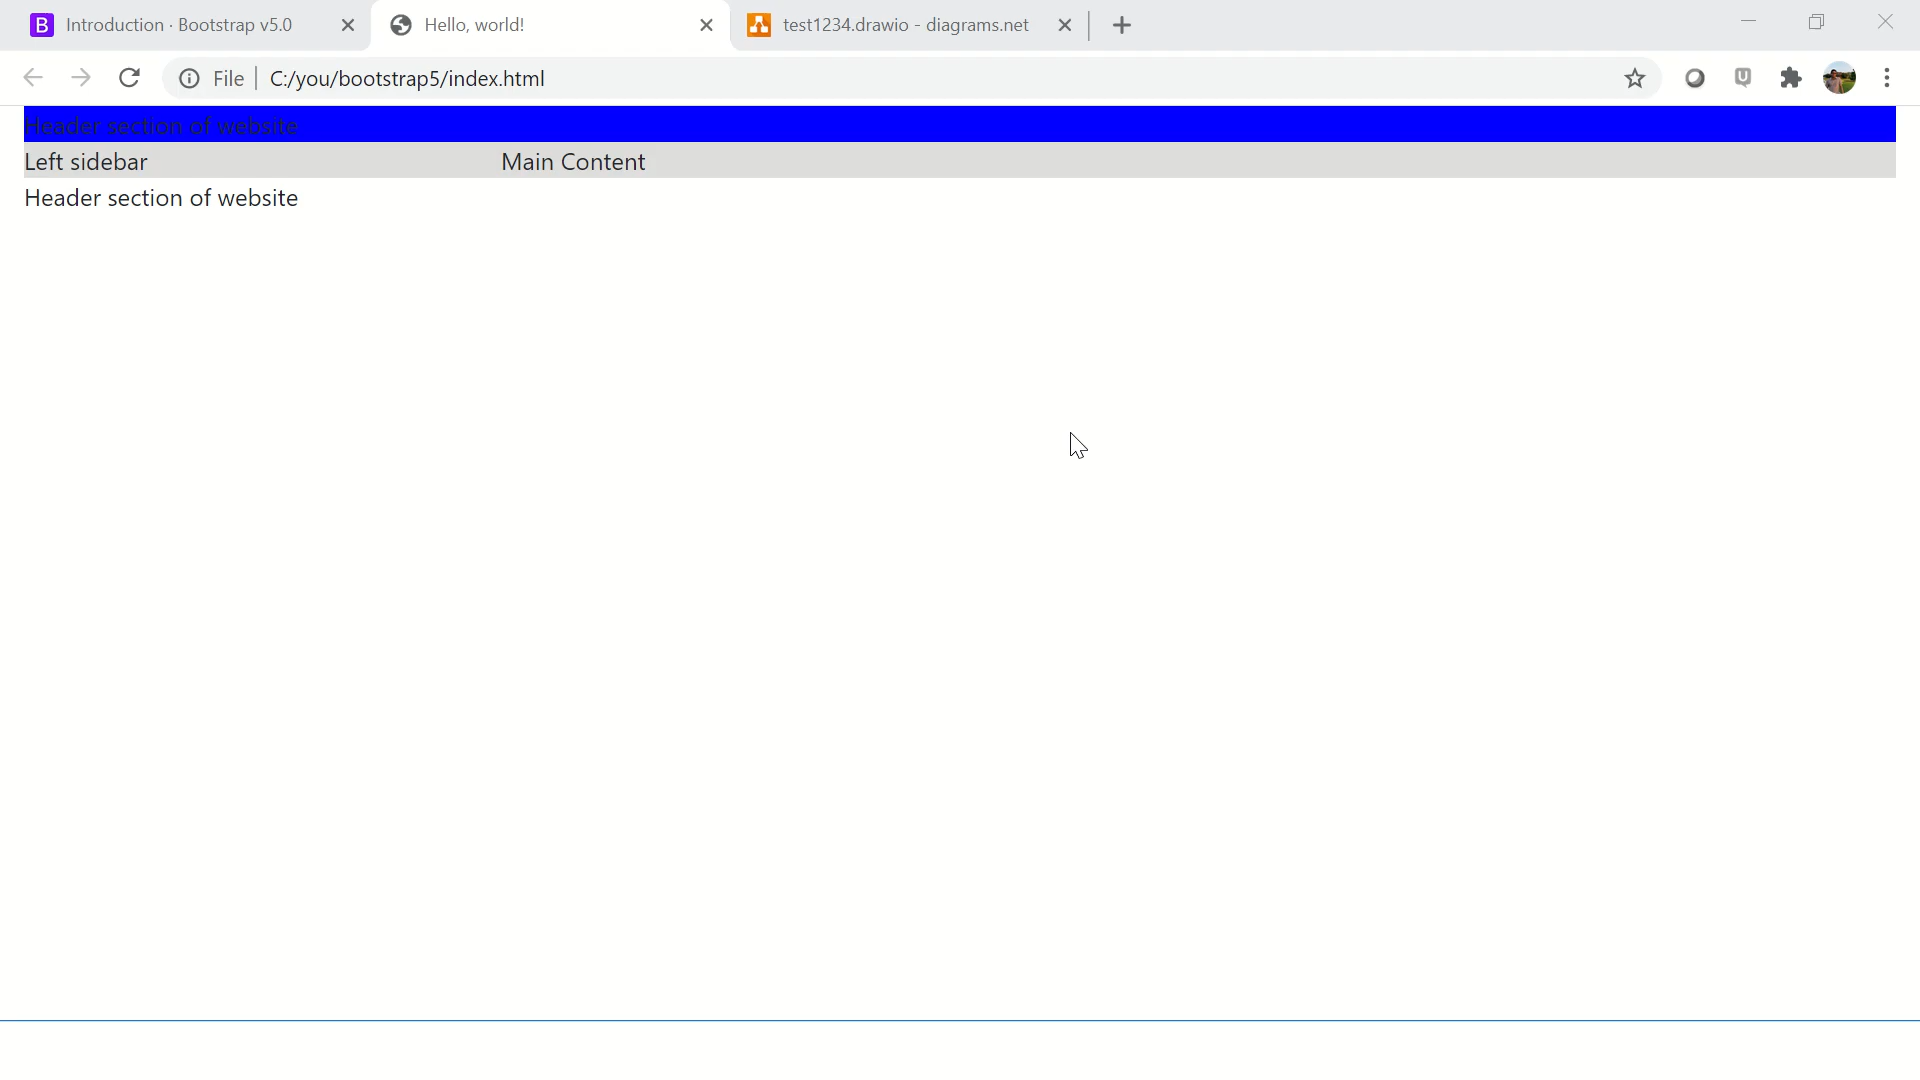 Introduction · Bootstrap v5.0
Hello, world!
test1234.drawio - diagrams.net
File
C:/you/bootstrap5/index.html
Header section of website
Left sidebar
Main Content
Header section of website